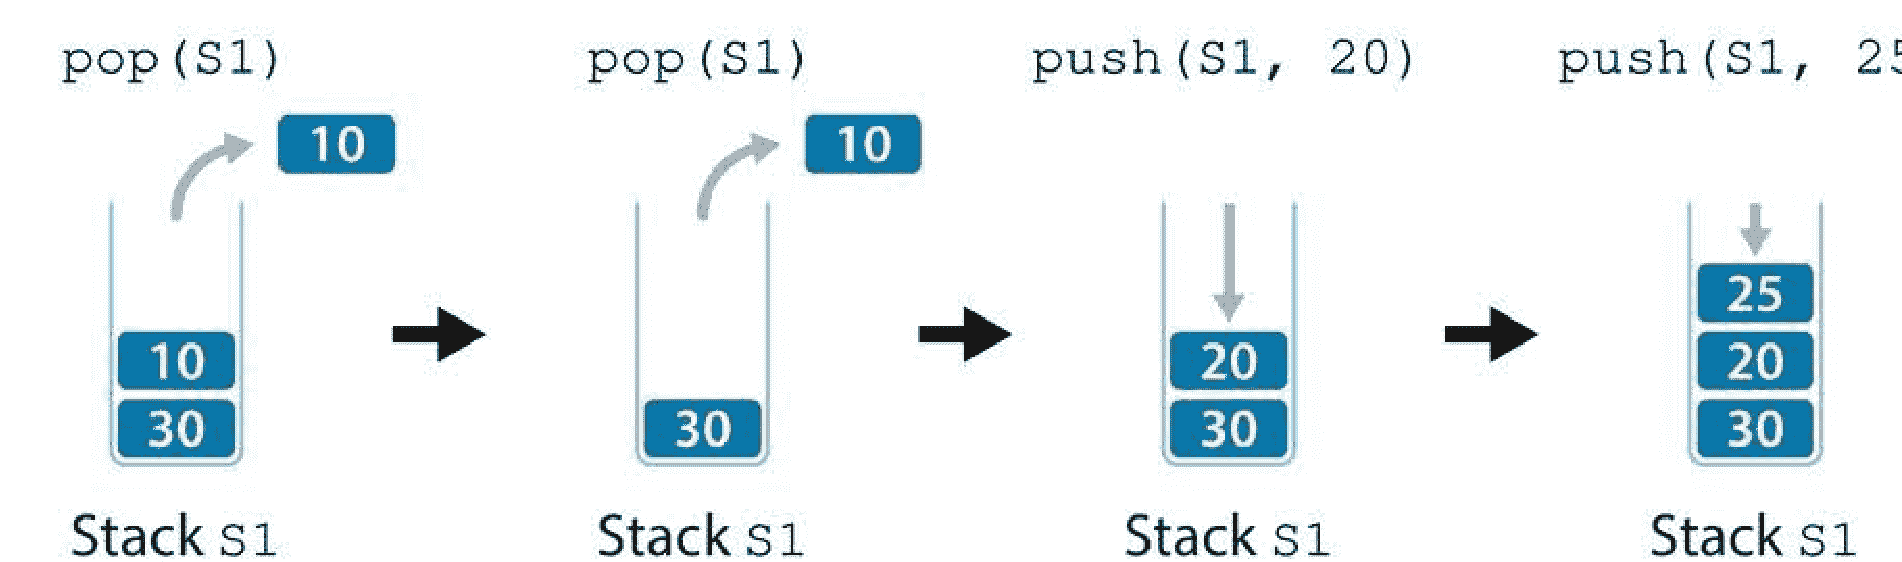 pop(S1) pop(S1) push(S1, 20) push(S1, 25
10 10
25
10 20 20
30 30 30 30
Stack S1 Stack S1 Stack S1 Stack S1